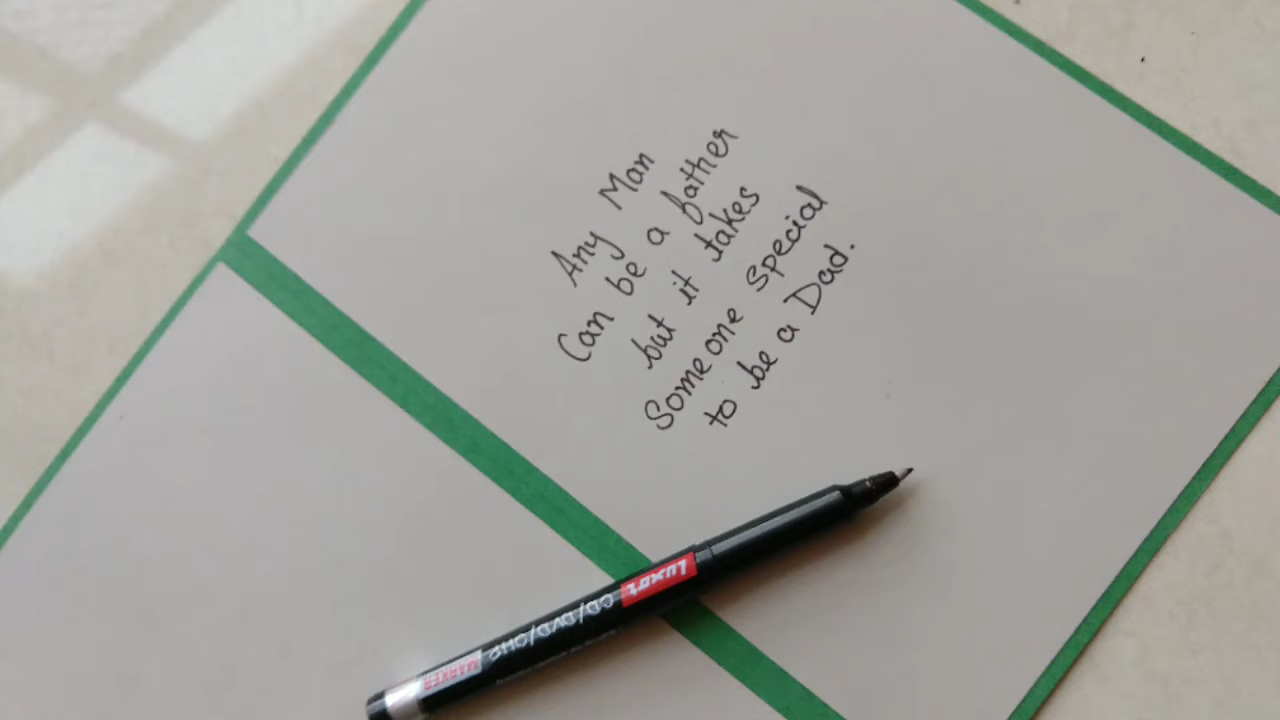 Any Man
Can be a father
but it takes
Someone special
to be a Dad.
Luxor
CD/DVD/OHP
MARKER